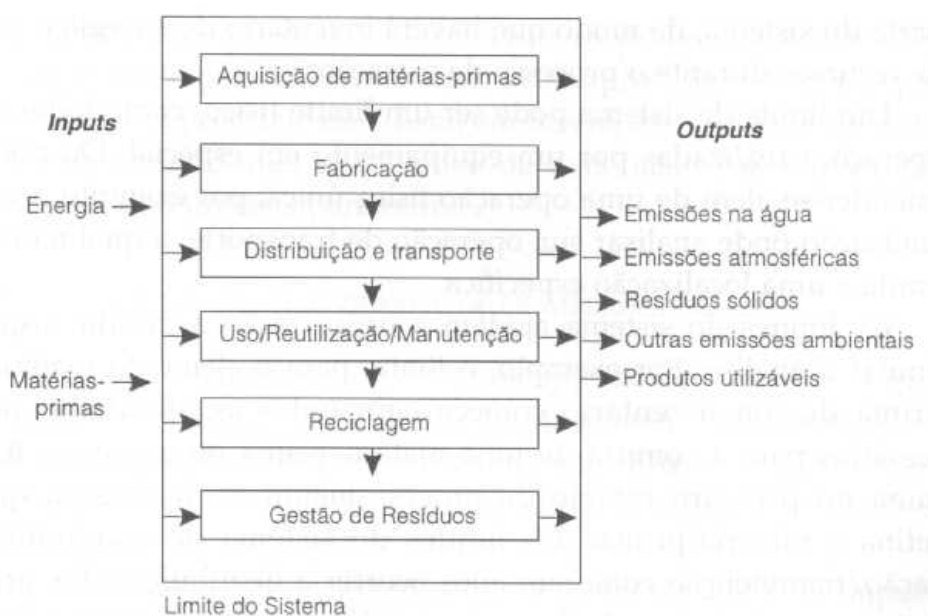 Aquisição de matérias-primas
Inputs
Outputs
Fabricação
Energia
Emissões na água
Distribuição e transporte
Emissões atmosféricas
Resíduos sólidos
Uso/Reutilização/Manutenção
Outras emissões ambientais
Matérias-
primas
Produtos utilizáveis
Reciclagem
Gestão de Resíduos
Limite do Sistema